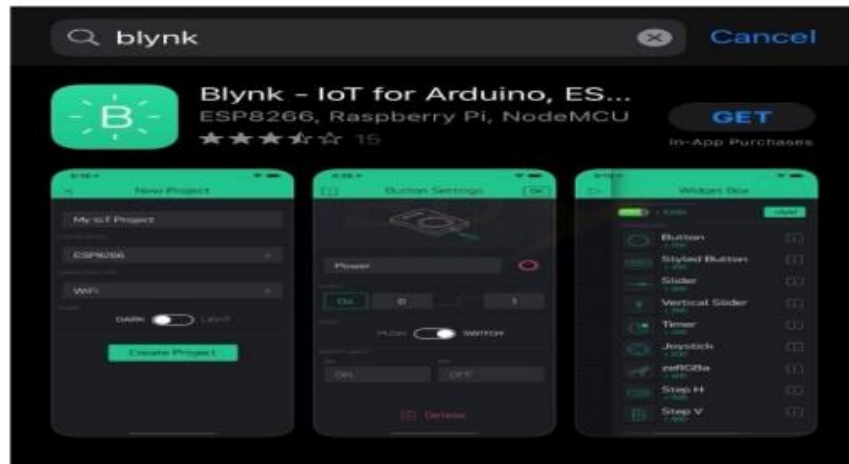 blynk
Cancel
B
Blynk - IoT for Arduino, ES...
ESP8266, Raspberry Pi, NodeMCU
15
GET
In-App Purchases
New Project
My IoT Project
ESP8266
WiFi
DARK
LIGHT
Create Project
Button Settings
OK
Power
0
1
PUSH
SWITCH
ON
OFF
Delete
Widget Box
Button
Styled Button
Slider
Vertical Slider
Timer
Joystick
zeRGBa
Step H
Step V